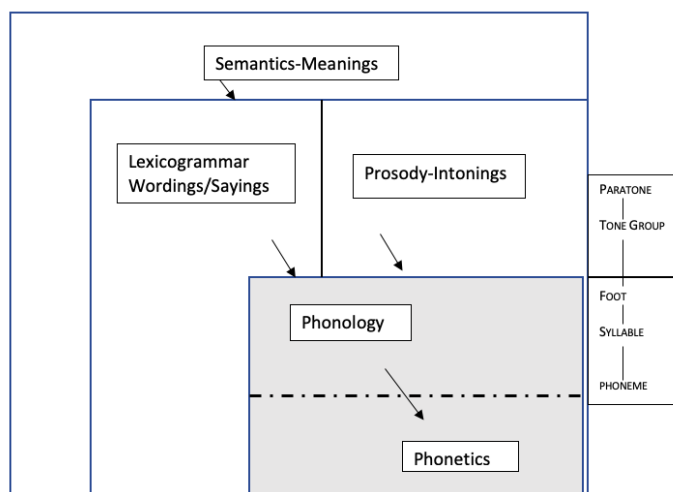 Semantics-Meanings
Lexicogrammar
Wordings/Sayings
Prosody-Intonings
PARATONE
TONE GROUP
Phonology
FOOT
SYLLABLE
PHONEME
Phonetics